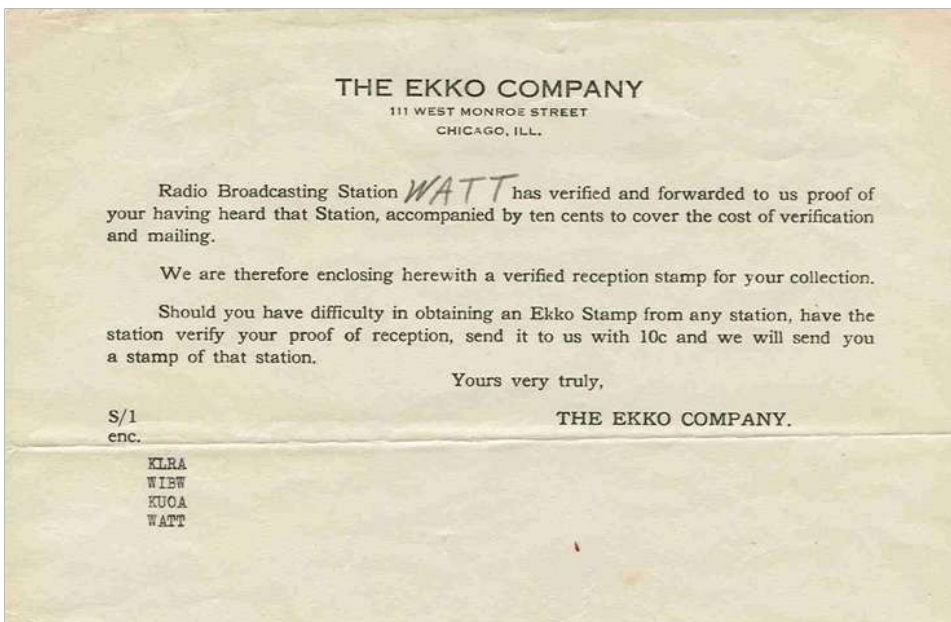 THE EKKO COMPANY
111 WEST MONROE STREET
CHICAGO, ILL.
Radio Broadcasting Station WATT has verified and forwarded to us proof of
your having heard that Station, accompanied by ten cents to cover the cost of verification
and mailing.
We are therefore enclosing herewith a verified reception stamp for your collection.
Should you have difficulty in obtaining an Ekko Stamp from any station, have the
station verify your proof of reception, send it to us with 10c and we will send you
a stamp of that station.
Yours very truly,
S/1 THE EKKO COMPANY.
enc.
KLRA
WIBW
KUOA
WATT